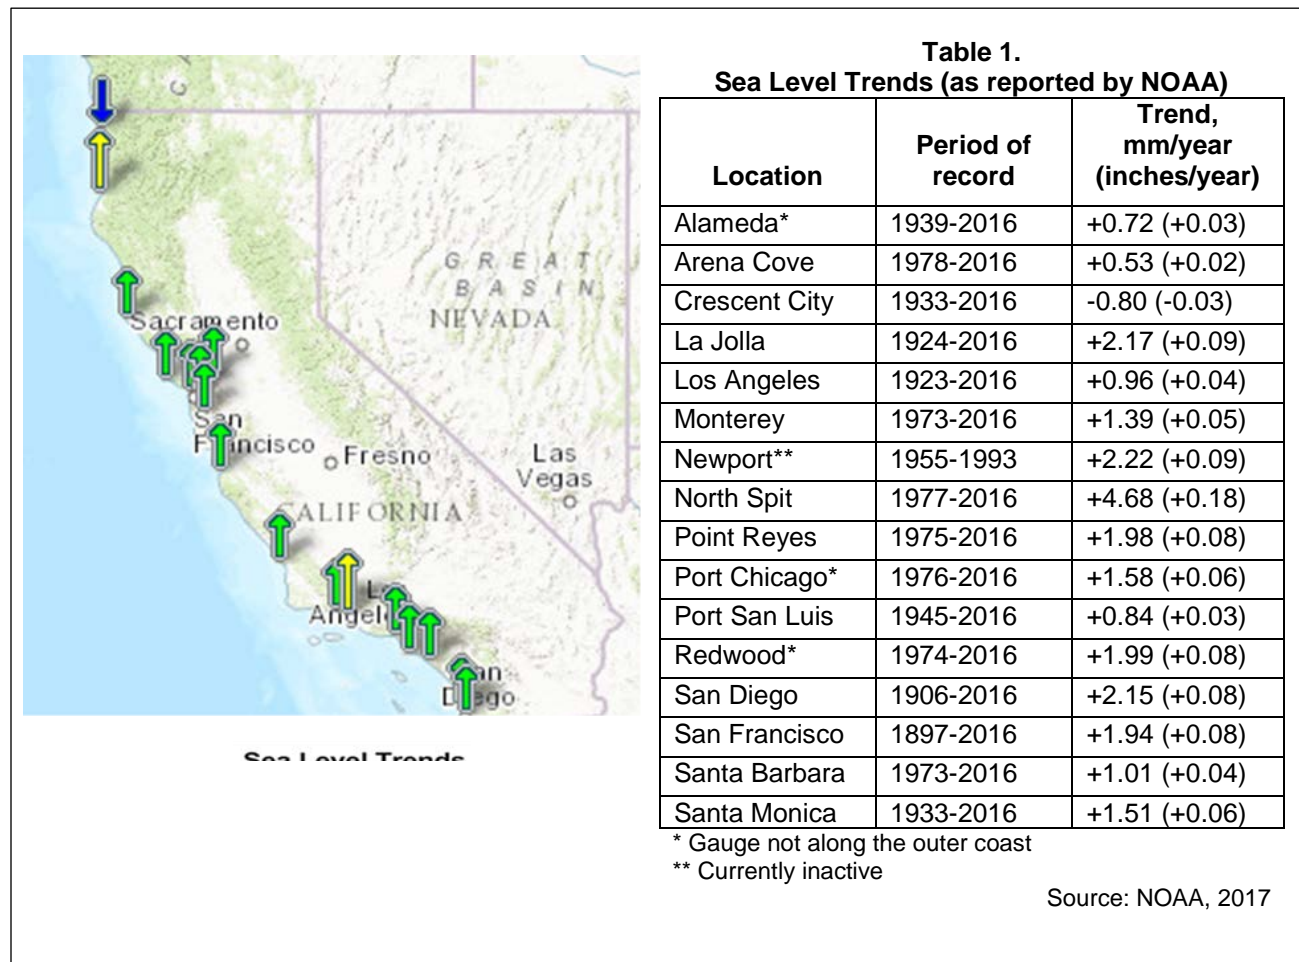 Table 1.
Sea Level Trends (as reported by NOAA)
Location
Period of
record
Trend,
mm/year
(inches/year)
Alameda* 1939-2016 +0.72 (+0.03)
Arena Cove 1978-2016 +0.53 (+0.02)
Crescent City 1933-2016 -0.80 (-0.03)
La Jolla 1924-2016 +2.17 (+0.09)
Los Angeles 1923-2016 +0.96 (+0.04)
Monterey 1973-2016 +1.39 (+0.05)
Newport** 1955-1993 +2.22 (+0.09)
North Spit 1977-2016 +4.68 (+0.18)
Point Reyes 1975-2016 +1.98 (+0.08)
Port Chicago* 1976-2016 +1.58 (+0.06)
Port San Luis 1945-2016 +0.84 (+0.03)
Redwood* 1974-2016 +1.99 (+0.08)
San Diego 1906-2016 +2.15 (+0.08)
San Francisco 1897-2016 +1.94 (+0.08)
Santa Barbara 1973-2016 +1.01 (+0.04)
Santa Monica 1933-2016 +1.51 (+0.06)
* Gauge not along the outer coast
** Currently inactive
Source: NOAA, 2017
GREAT
BASIN
NEVADA
Sacramento
San
Francisco
Fresno
Las
Vegas
CALIFORNIA
Angel
San
Diego
Sea Level Trends